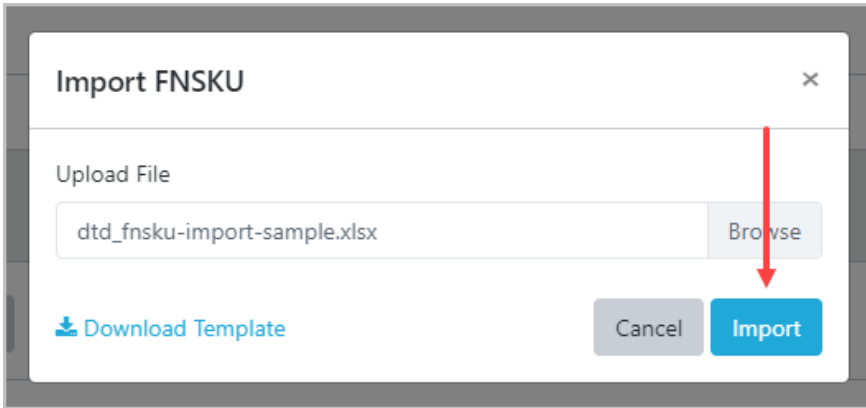 Import FNSKU ×
Upload File
dtd_fnsku-import-sample.xlsx Browse
Download Template Cancel Import